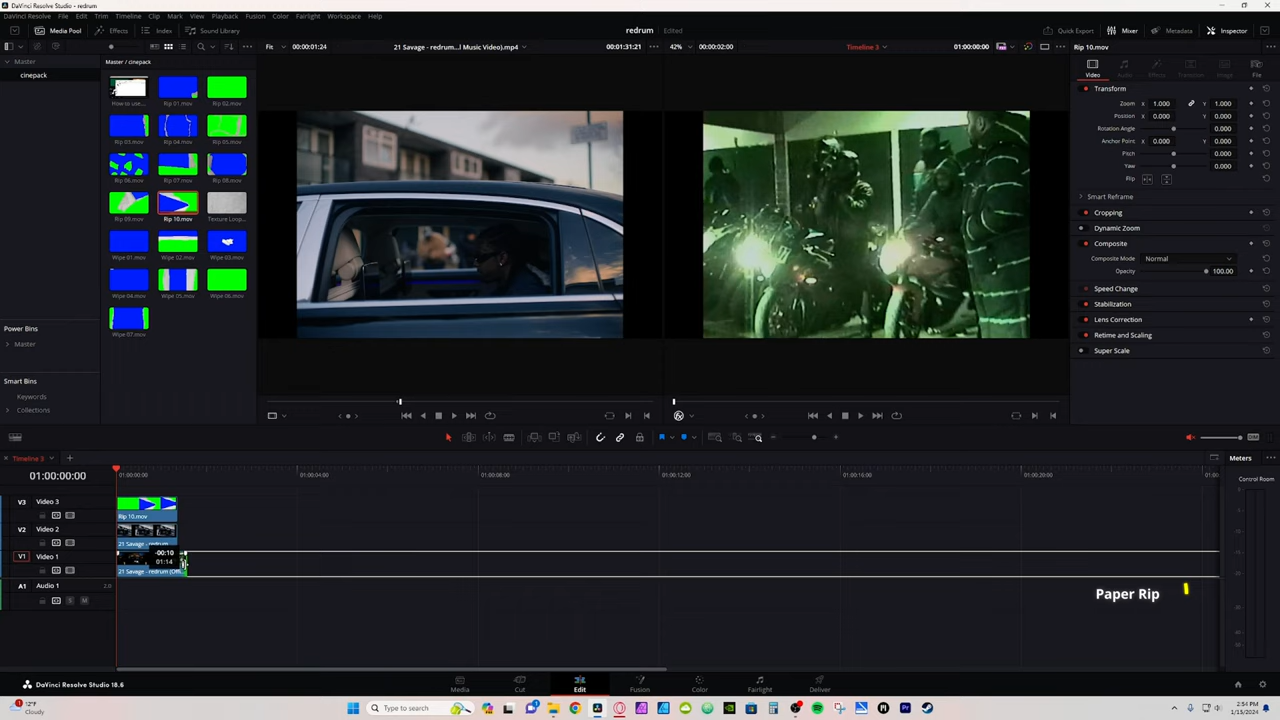 DaVinci Resolve Studio - redrum
DaVinci Resolve File Edit Trim Timeline Clip Mark View Playback Fusion Color Fairlight Workspace Help
Media Pool Effects Index Sound Library redrum Edited Quick Export Mixer Metadata Inspector
Fit 00:00:01:24 21 Savage - redrum...l Music Video).mp4 00:01:31:21 42% 00:00:02:00 Timeline 3 01:00:00:00 Rip 10.mov
Master Master / cinepack
cinepack
Video Audio Effects Transition Image File
Transform
Zoom X 1.000 Y 1.000
Position X 0.000 Y 0.000
Rotation Angle 0.000
Anchor Point X 0.000 Y 0.000
Pitch 0.000
Yaw 0.000
Flip
Smart Reframe
Cropping
Dynamic Zoom
Composite
Composite Mode Normal
Opacity 100.00
Speed Change
Stabilization
Lens Correction
Retime and Scaling
Super Scale
How to use... Rip 01.mov Rip 02.mov
Rip 03.mov Rip 04.mov Rip 05.mov
Rip 06.mov Rip 07.mov Rip 08.mov
Rip 09.mov Rip 10.mov Texture Loop...
Wipe 01.mov Wipe 02.mov Wipe 03.mov
Wipe 04.mov Wipe 05.mov Wipe 06.mov
Wipe 07.mov
Power Bins
Master
Smart Bins
Keywords
Collections
Timeline 3 Meters
01:00:00:00 01:00:00:00 01:00:04:00 01:00:08:00 01:00:12:00 01:00:16:00 01:00:20:00 Control Room
V3 Video 3
Rip 10.mov
V2 Video 2
21 Savage - redrum
V1 Video 1 -00:10
01:14
21 Savage - redrum (Offi...
A1 Audio 1 2.0
S M
Paper Rip
DaVinci Resolve Studio 18.6 Media Cut Edit Fusion Color Fairlight Deliver
12°F
Cloudy
Type here to search
2:54 PM
1/15/2024